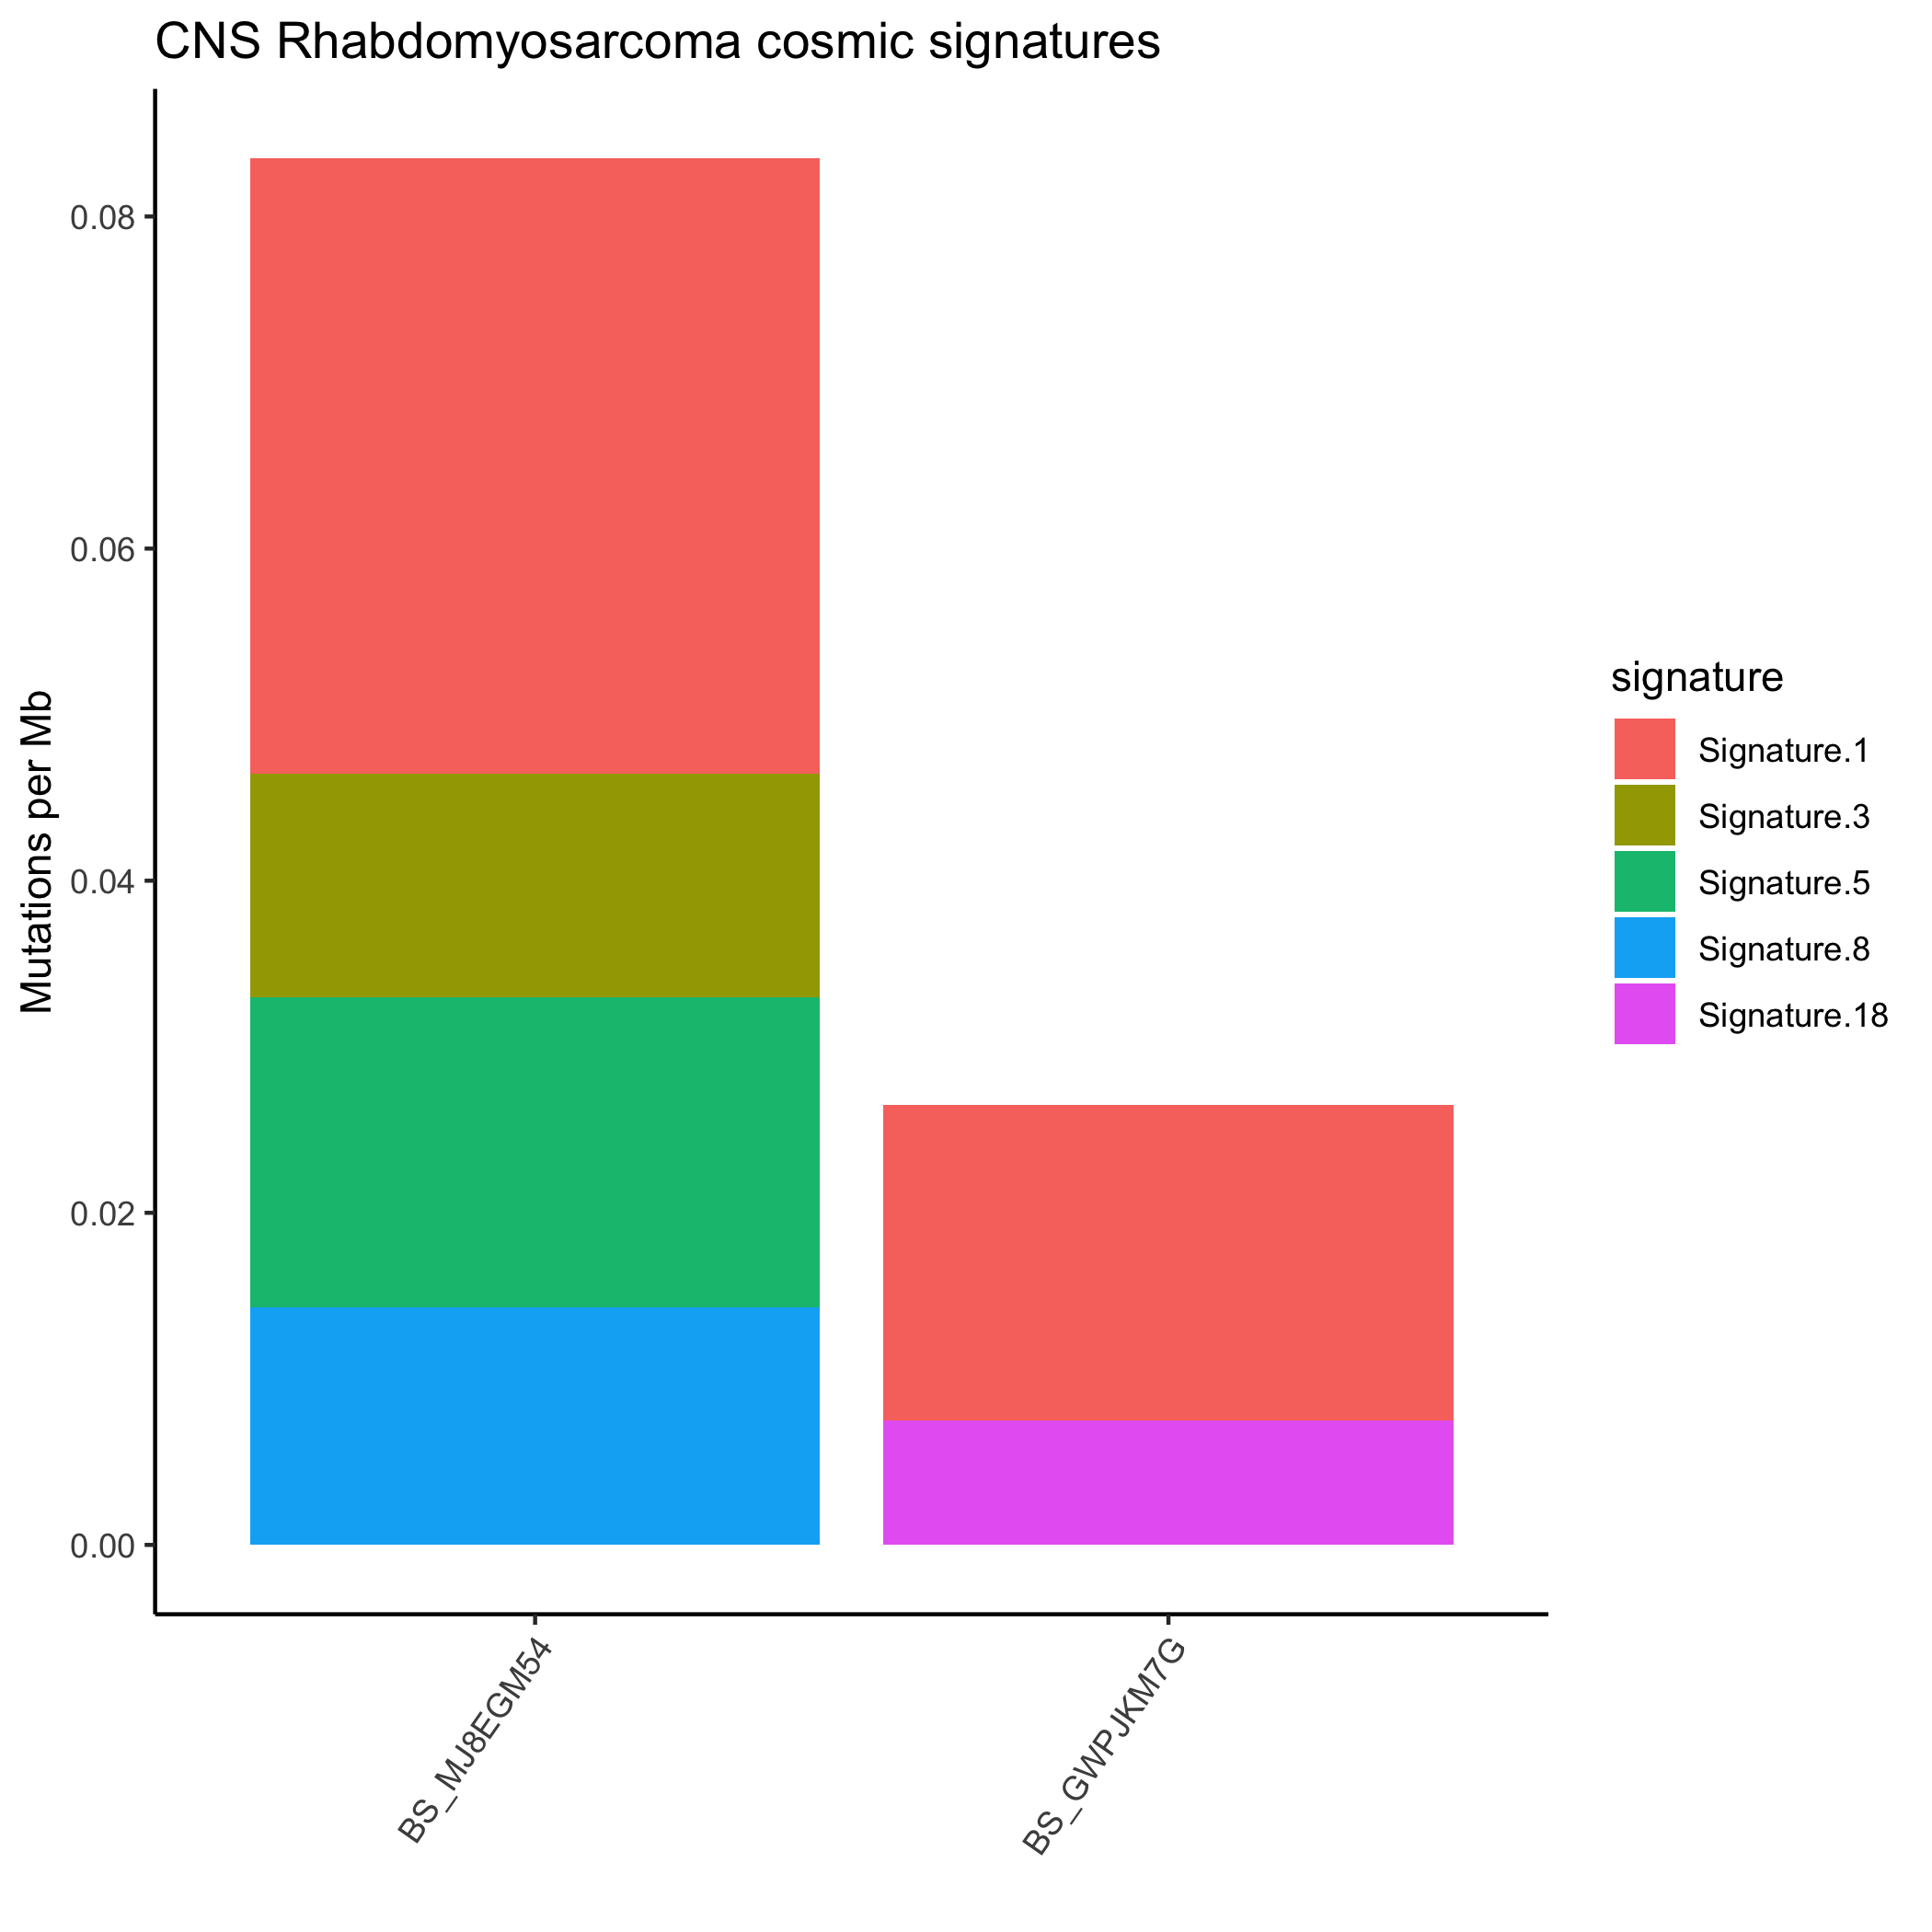 CNS Rhabdomyosarcoma cosmic signatures
Mutations per Mb
0.08
0.06
0.04
0.02
0.00
BS_MJ8EGM54
BS_GWPJKM7G
signature
Signature.1
Signature.3
Signature.5
Signature.8
Signature.18